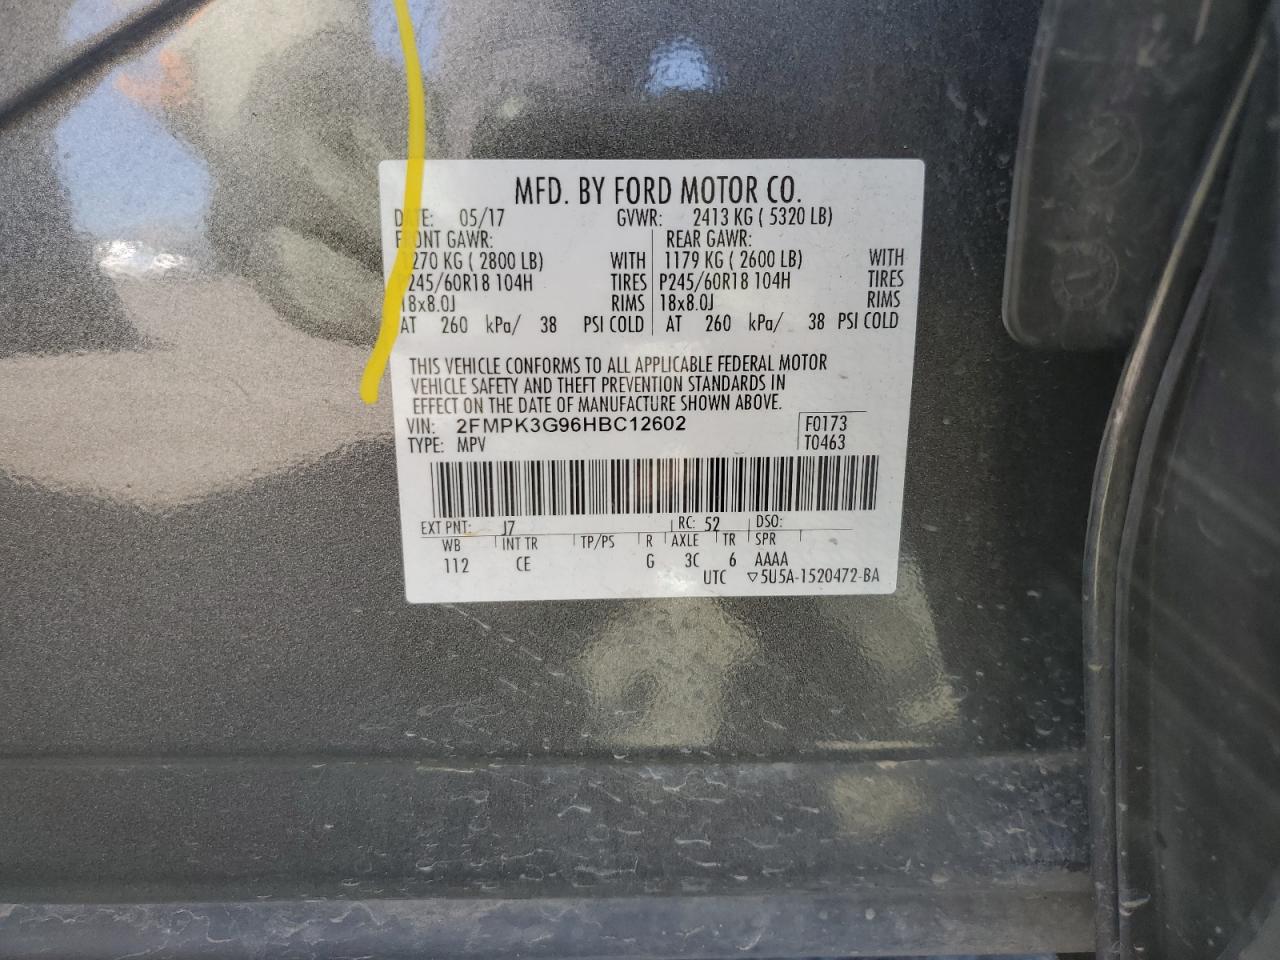 MFD. BY FORD MOTOR CO.
DATE: 05/17 GVWR: 2413 KG ( 5320 LB)
FRONT GAWR: REAR GAWR:
1270 KG ( 2800 LB) WITH 1179 KG ( 2600 LB) WITH
P245/60R18 104H TIRES P245/60R18 104H TIRES
18x8.0J RIMS 18x8.0J RIMS
AT 260 kPa/ 38 PSI COLD AT 260 kPa/ 38 PSI COLD
THIS VEHICLE CONFORMS TO ALL APPLICABLE FEDERAL MOTOR
VEHICLE SAFETY AND THEFT PREVENTION STANDARDS IN
EFFECT ON THE DATE OF MANUFACTURE SHOWN ABOVE.
VIN: 2FMPK3G96HBC12602 F0173
TYPE: MPV T0463
EXT PNT: J7 RC: 52 DSO:
WB INT TR TP/PS R AXLE TR SPR
112 CE G 3C 6 AAAA
UTC ▽5U5A-1520472-BA